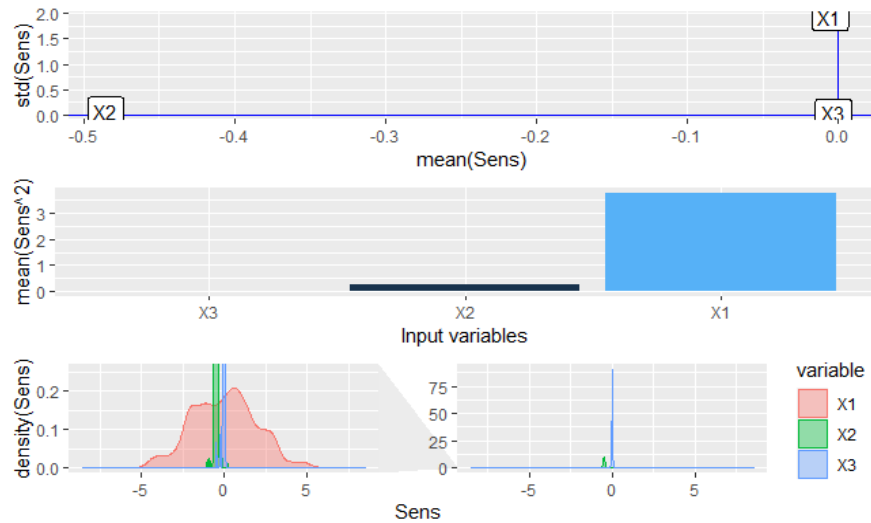 std(Sens)
2.0
1.5
1.0
0.5
0.0
X1
X2
X3
-0.5 -0.4 -0.3 -0.2 -0.1 0.0
mean(Sens)
mean(Sens^2)
3
2
1
0
X3 X2 X1
Input variables
density(Sens)
0.2
0.1
0.0
-5 0 5
75
50
25
0
-5 0 5
Sens
variable
X1
X2
X3